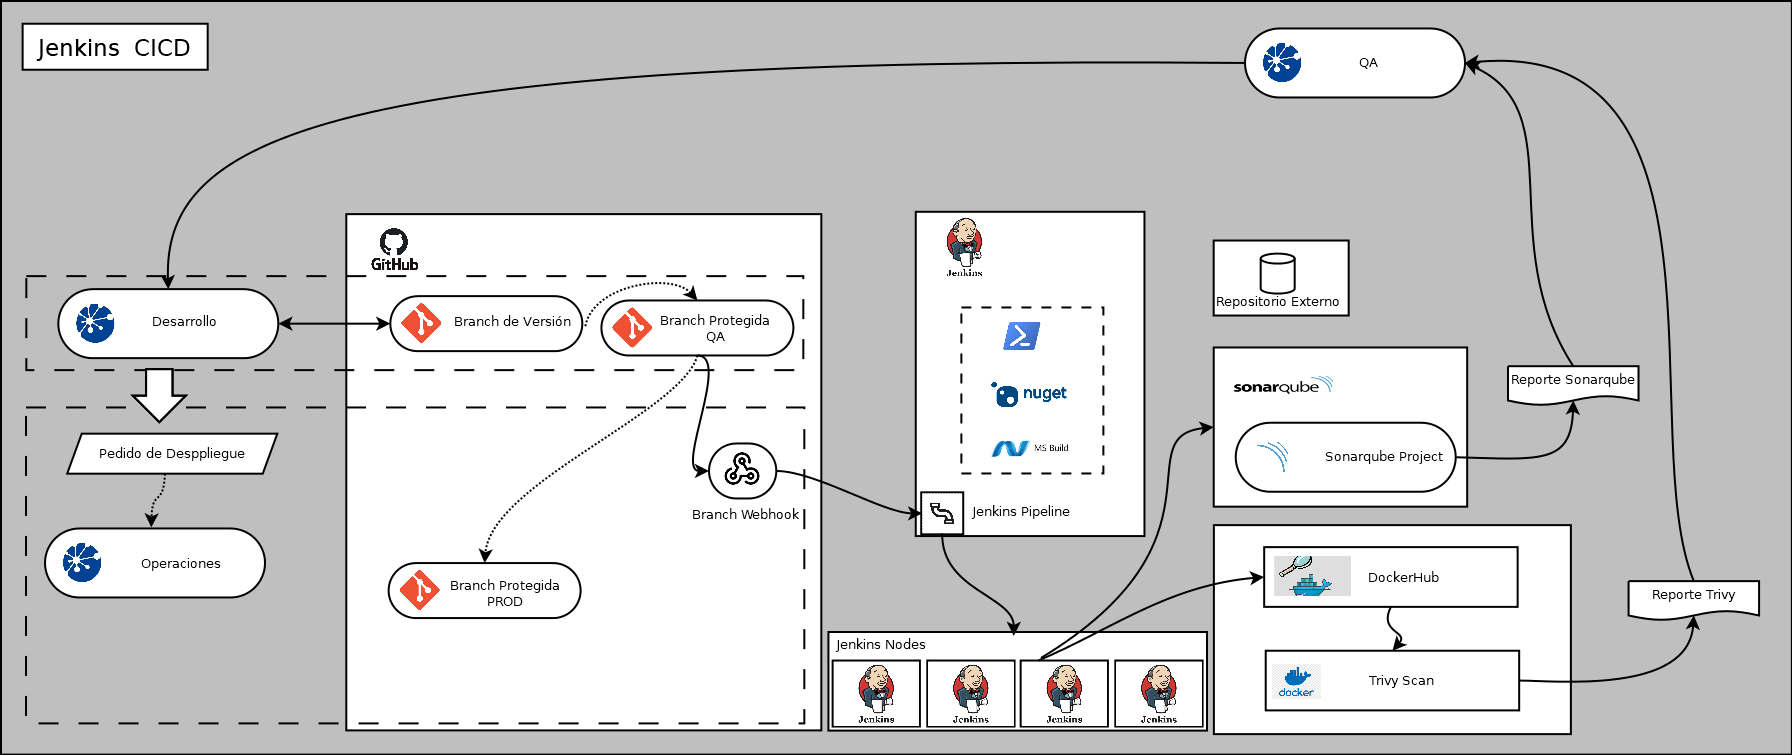 Jenkins CICD
QA
GitHub
Desarrollo
Branch de Versión
Branch Protegida
QA
Pedido de Desppliegue
Operaciones
Branch Webhook
Branch Protegida
PROD
Jenkins
nuget
MS Build
Jenkins Pipeline
Jenkins Nodes
Jenkins
Jenkins
Jenkins
Jenkins
Repositorio Externo
sonarqube
Sonarqube Project
Reporte Sonarqube
DockerHub
docker
Trivy Scan
Reporte Trivy